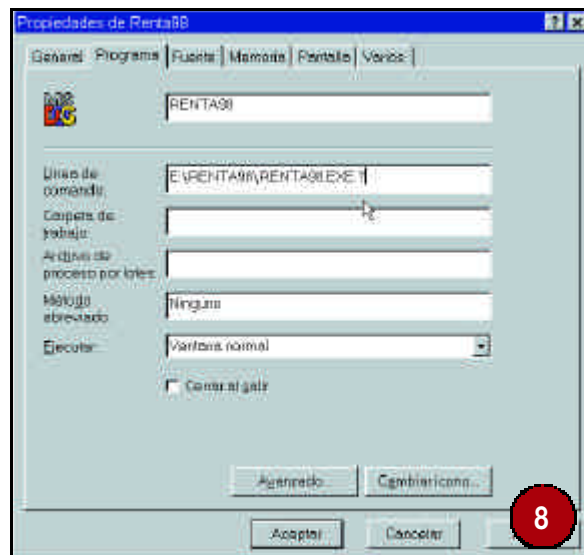 Propiedades de Renta98
General Programa Fuente Memoria Pantalla Varios
MS
RENTA98
Línea de
comando:
E:\RENTA98\RENTA98.EXE
Carpeta de
trabajo:
Archivo de
proceso por lotes:
Método
abreviado:
Ninguno
Ejecutar:
Ventana normal
Cerrar al salir
Avanzado... Cambiar icono...
Aceptar Cancelar
8